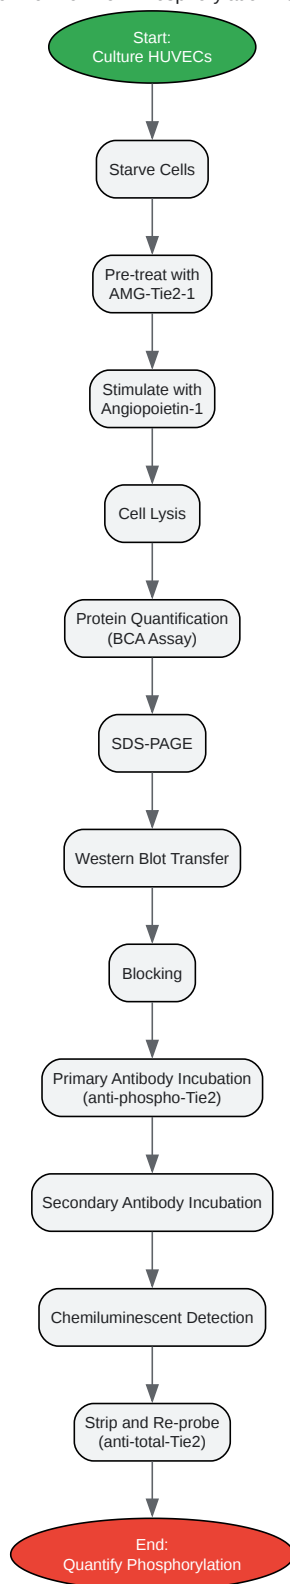 Start:
Culture HUVECs
Starve Cells
Pre-treat with
AMG-Tie2-1
Stimulate with
Angiopoietin-1
Cell Lysis
Protein Quantification
(BCA Assay)
SDS-PAGE
Western Blot Transfer
Blocking
Primary Antibody Incubation
(anti-phospho-Tie2)
Secondary Antibody Incubation
Chemiluminescent Detection
Strip and Re-probe
(anti-total-Tie2)
End:
Quantify Phosphorylation